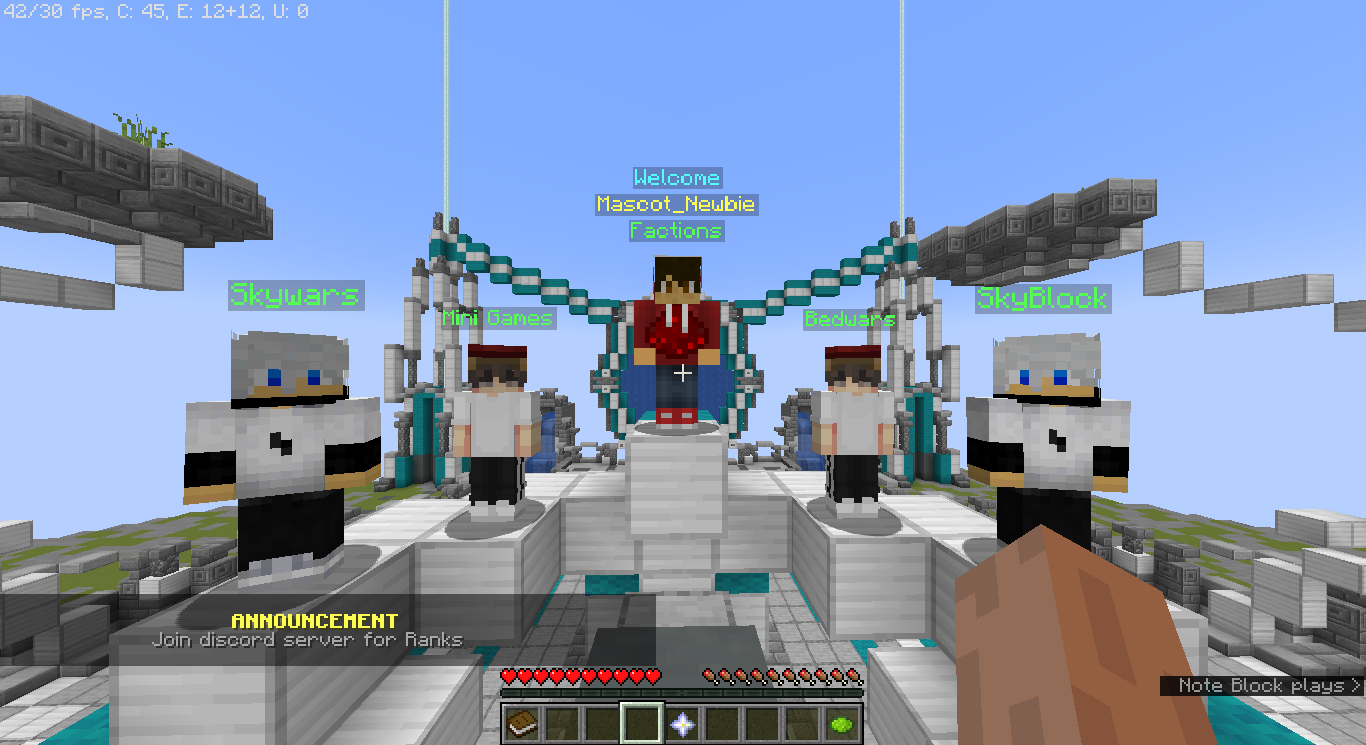 42/30 fps, C: 45, E: 12+12, U: 0
Welcome
Mascot_Newbie
Factions
Skywars
SkyBlock
Mini Games
Bedwars
ANNOUNCEMENT
Join discord server for Ranks
Note Block plays >